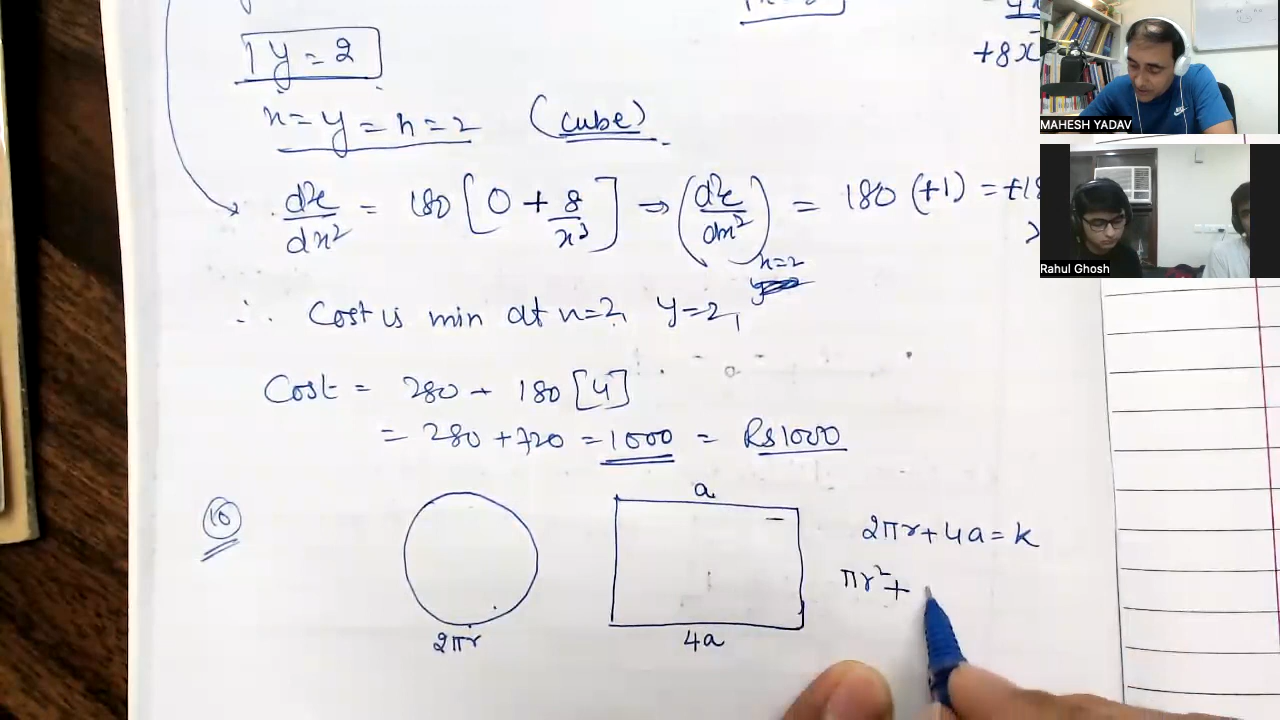 y = 2
x = y = h = 2 (cube)
d²c/dx² = 180 [0 + 8/x³] ⇒ (d²c/dx²) x=2 = 180 (+1) = +18
∴ Cost is min at x=2, y=2,
Cost = 280 + 180 [4]
= 280 + 720 = 1000 = Rs 1000
+8x
(10)
a
2πr + 4a = k
πr² +
2πr
4a
MAHESH YADAV
Rahul Ghosh